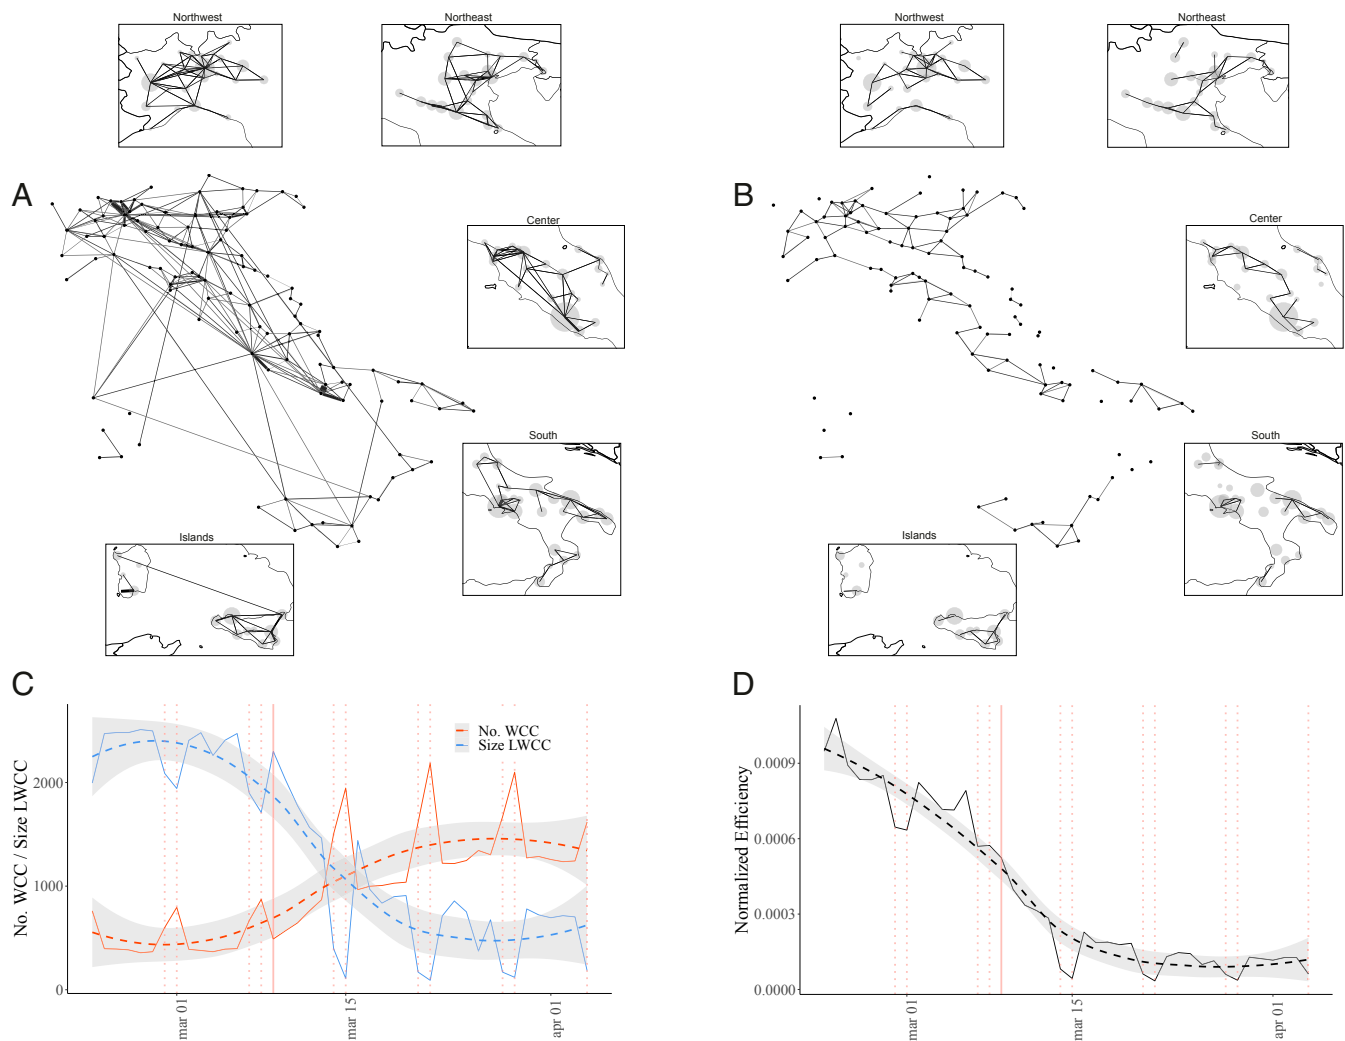 Northwest
Northeast
Northwest
Northeast
A
B
Center
Center
South
South
Islands
Islands
C
D
No. WCC / Size LWCC
2000
1000
0
No. WCC
Size LWCC
mar 01
mar 15
apr 01
Normalized Efficiency
0.0009
0.0006
0.0003
0.0000
mar 01
mar 15
apr 01